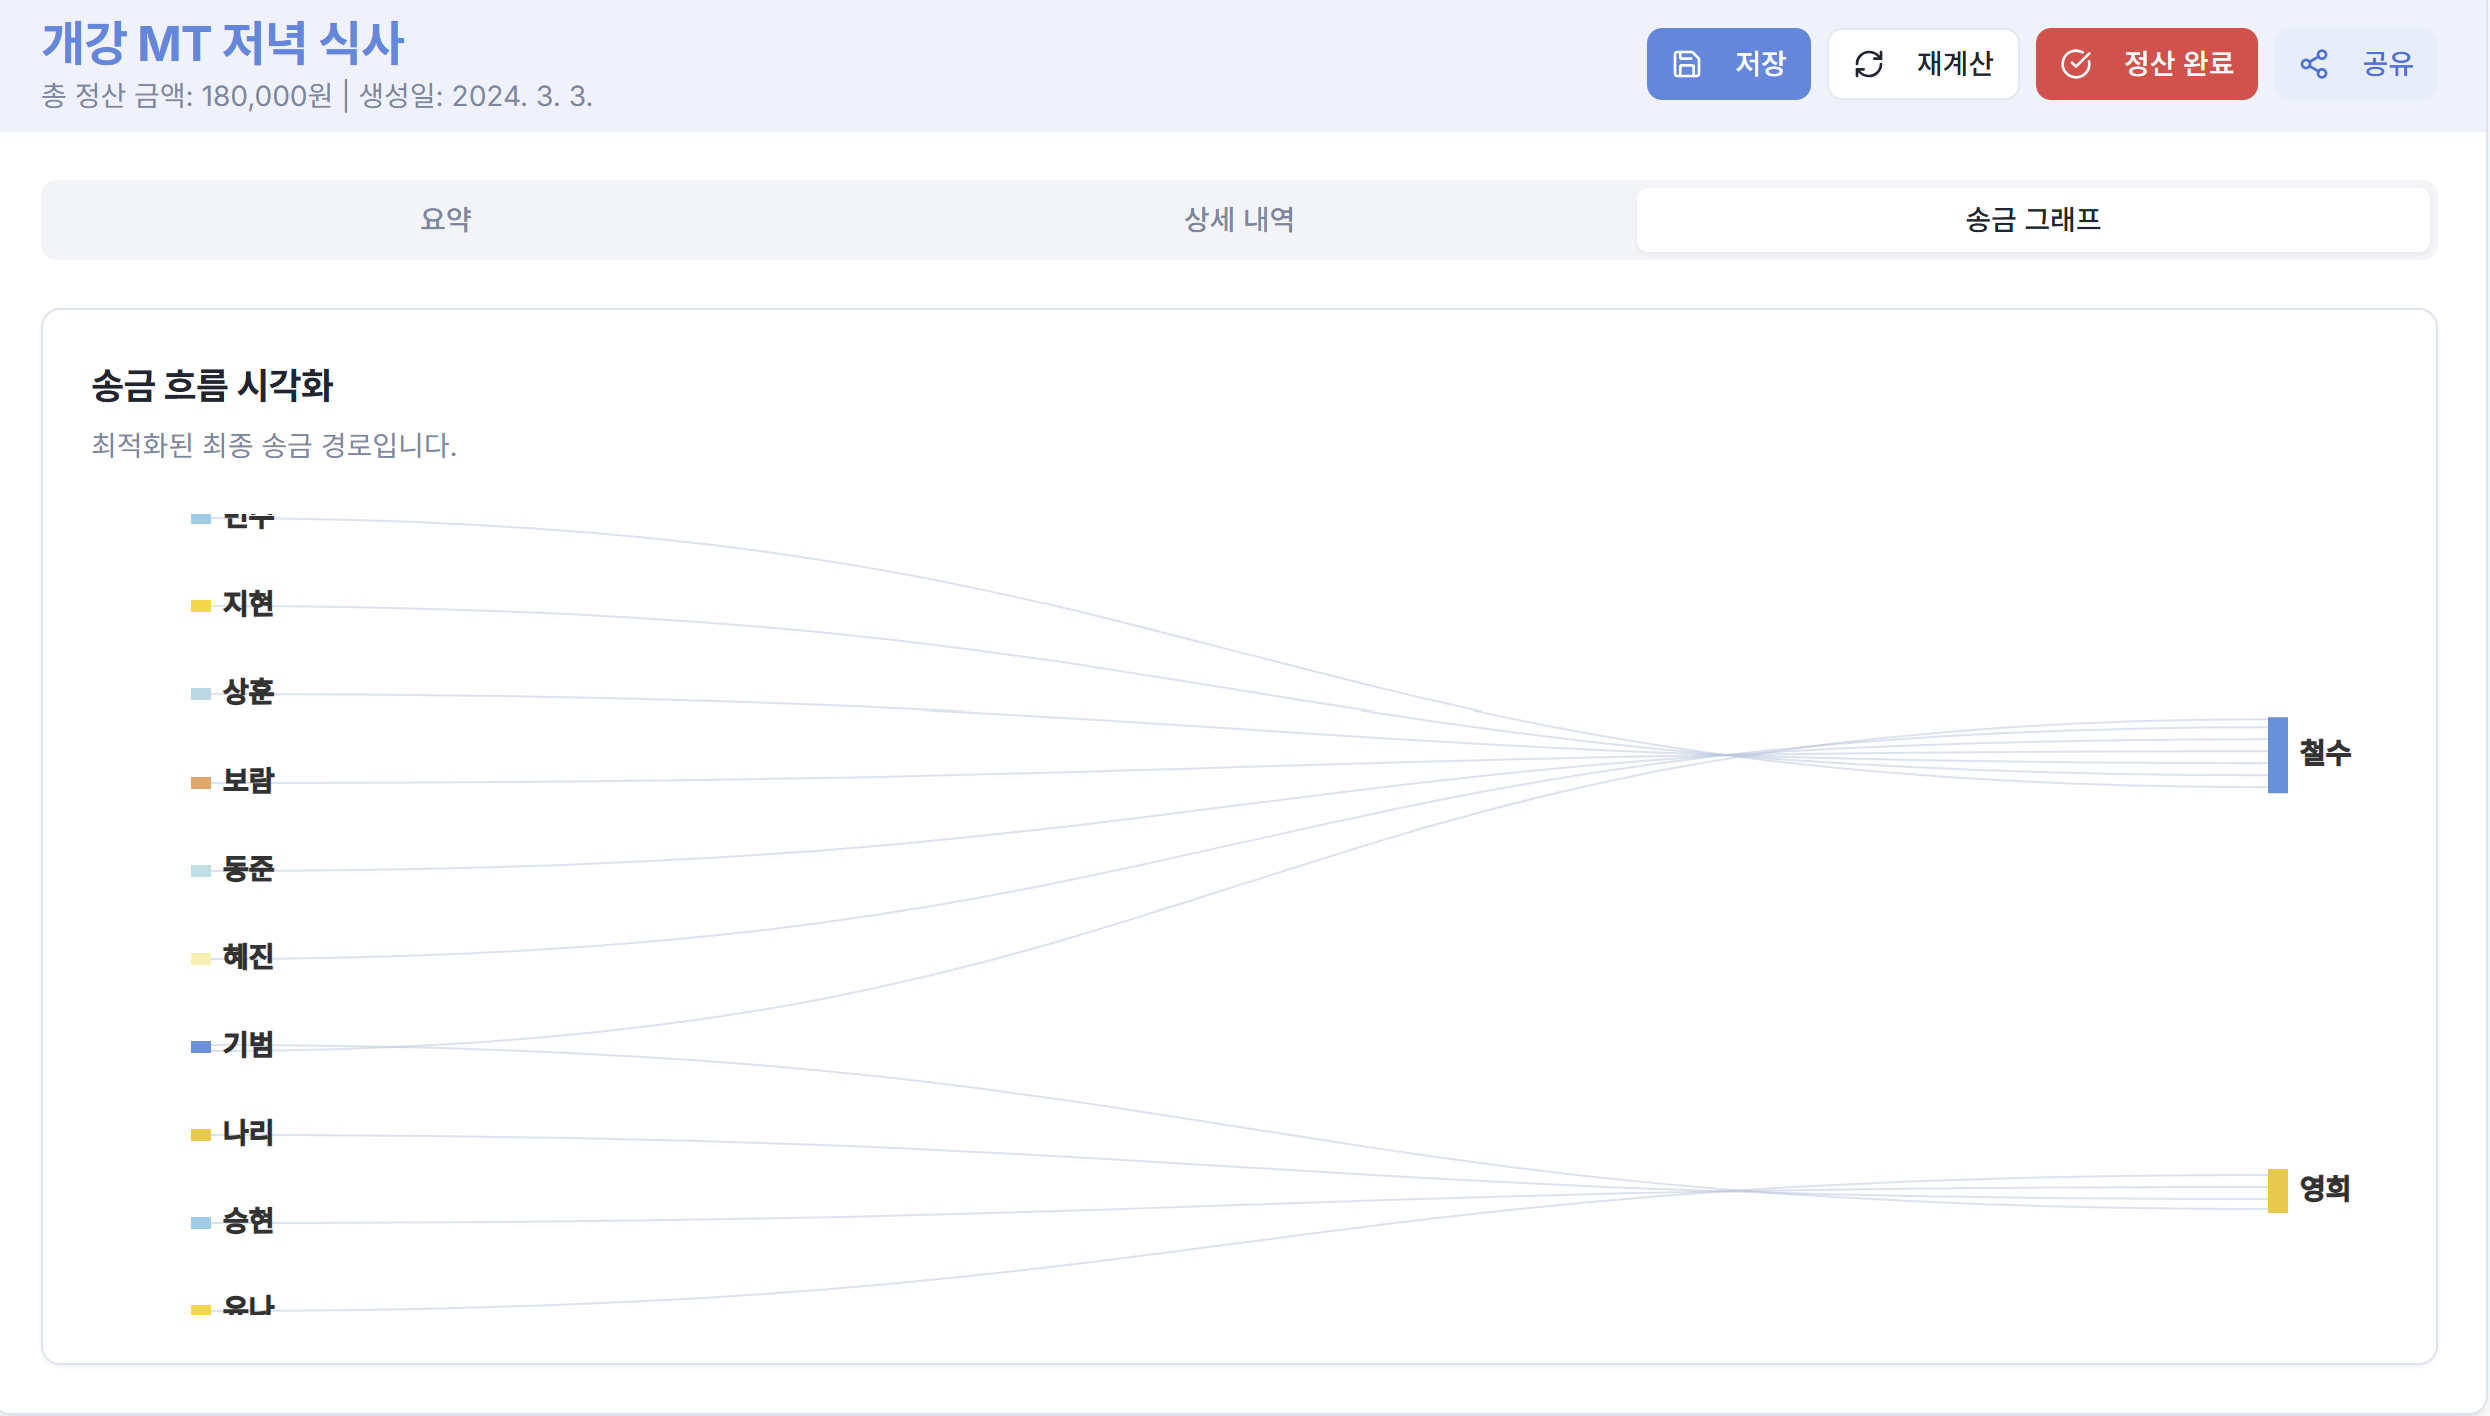 개강 MT 저녁 식사
총 정산 금액: 180,000원 | 생성일: 2024. 3. 3.
저장
재계산
정산 완료
공유
요약
상세 내역
송금 그래프
송금 흐름 시각화
최적화된 최종 송금 경로입니다.
지현
상훈
보람
동준
혜진
기범
나리
승현
철수
영희